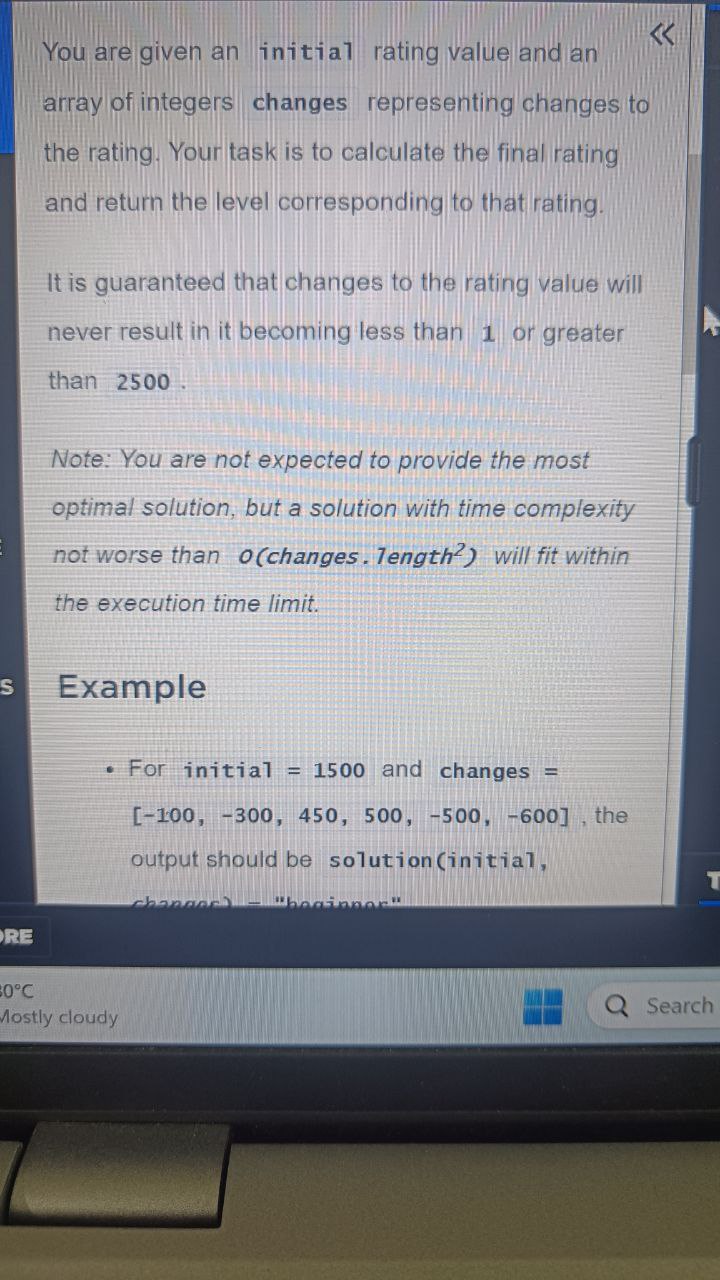 You are given an initial rating value and an
array of integers changes representing changes to
the rating. Your task is to calculate the final rating
and return the level corresponding to that rating.
It is guaranteed that changes to the rating value will
never result in it becoming less than 1 or greater
than 2500 .
Note: You are not expected to provide the most
optimal solution, but a solution with time complexity
not worse than O(changes.length²) will fit within
the execution time limit.
S
Example
• For initial = 1500 and changes =
[-100, -300, 450, 500, -500, -600] , the
output should be solution(initial,
changes) = "beginner"
T
ORE
30°C
Mostly cloudy
Search